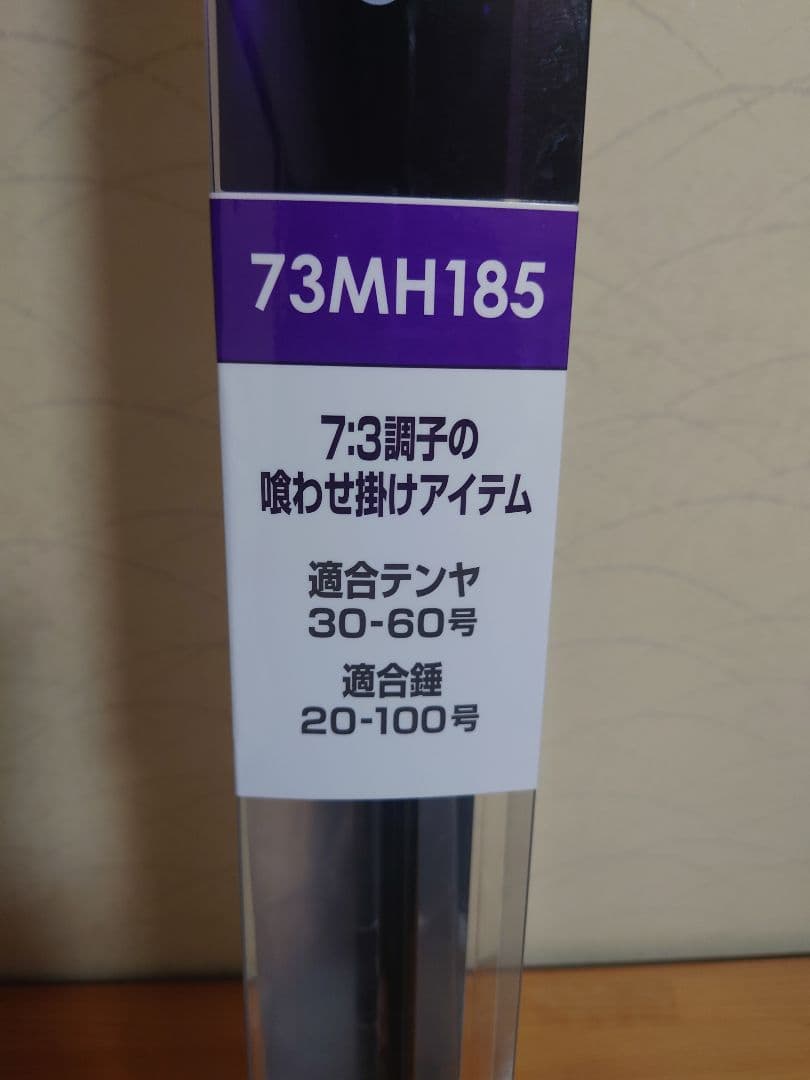 73MH185
7:3調子の
喰わせ掛けアイテム
適合テンヤ
30-60号
適合錘
20-100号